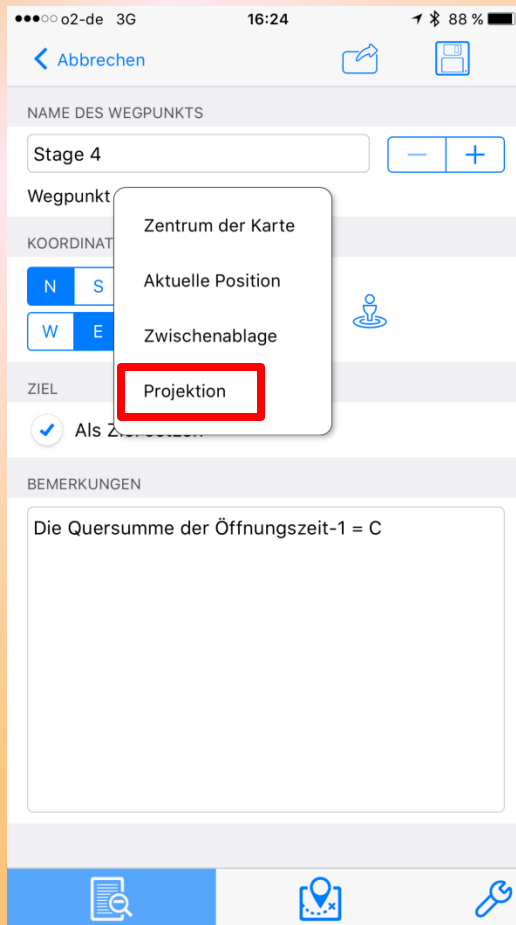 o2-de 3G 16:24 88 %
Abbrechen
NAME DES WEGPUNKTS
Stage 4
Wegpunkt
Zentrum der Karte
KOORDINAT
N S
Aktuelle Position
W E
Zwischenablage
ZIEL
Projektion
Als Z
BEMERKUNGEN
Die Quersumme der Öffnungszeit-1 = C